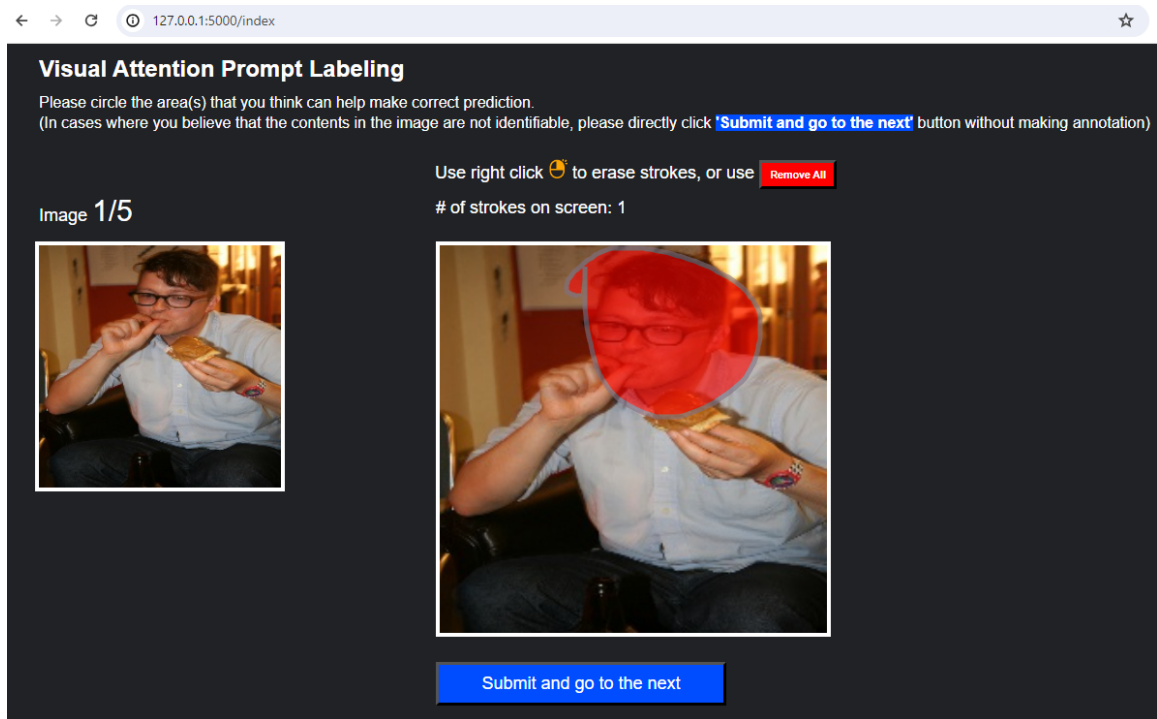 127.0.0.1:5000/index
Visual Attention Prompt Labeling
Please circle the area(s) that you think can help make correct prediction.
(In cases where you believe that the contents in the image are not identifiable, please directly click 'Submit and go to the next' button without making annotation)
Use right click to erase strokes, or use Remove All
Image 1/5
# of strokes on screen: 1
Submit and go to the next